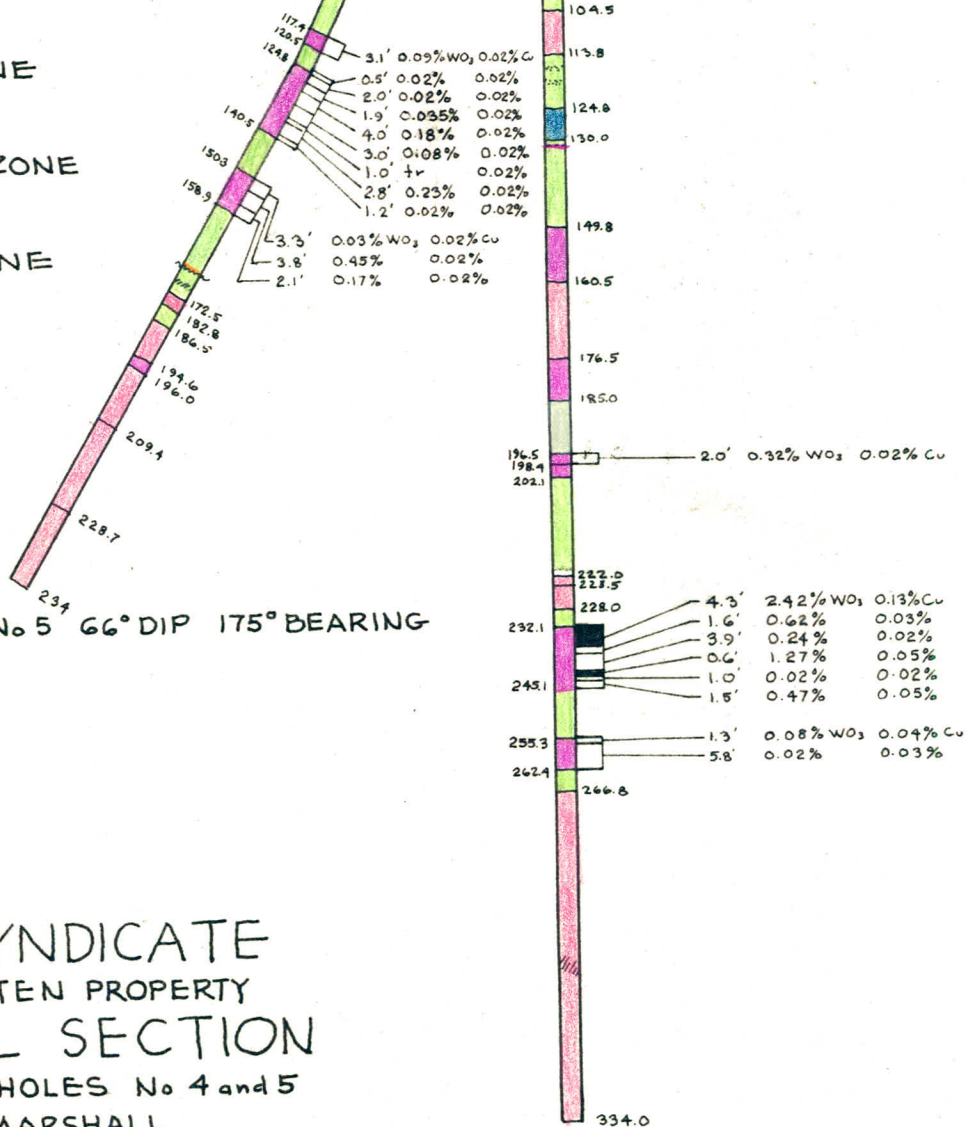 NE
ZONE
NE
117.4
120.5
124.8
140.5
150.3
158.9
3.1' 0.09% WO3 0.02% Cu
0.5' 0.02% 0.02%
2.0' 0.02% 0.02%
1.9' 0.035% 0.02%
4.0' 0.18% 0.02%
3.0' 0.08% 0.02%
1.0' tr 0.02%
2.8' 0.23% 0.02%
1.2' 0.02% 0.02%
3.3' 0.03% WO3 0.02% Cu
3.8' 0.45% 0.02%
2.1' 0.17% 0.02%
172.5
182.8
186.5
194.6
196.0
209.4
228.7
234
No 5 66° DIP 175° BEARING
104.5
113.8
124.8
130.0
149.8
160.5
176.5
185.0
196.5
198.4
202.1
2.0' 0.32% WO3 0.02% Cu
222.0
223.5
228.0
232.1
245.1
4.3' 2.42% WO3 0.13% Cu
1.6' 0.62% 0.03%
3.9' 0.24% 0.02%
0.6' 1.27% 0.05%
1.0' 0.02% 0.02%
1.5' 0.47% 0.05%
255.3
262.4
1.3' 0.08% WO3 0.04% Cu
5.8' 0.02% 0.03%
266.8
334.0
YNDICATE
TEN PROPERTY
L SECTION
HOLES No 4 and 5
MARSHALL